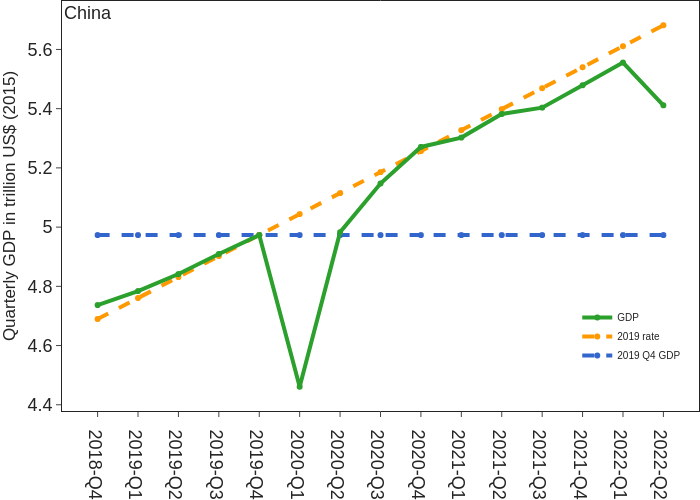 China
Quarterly GDP in trillion US$ (2015)
5.6
5.4
5.2
5
4.8
4.6
4.4
GDP
2019 rate
2019 Q4 GDP
2018-Q4
2019-Q1
2019-Q2
2019-Q3
2019-Q4
2020-Q1
2020-Q2
2020-Q3
2020-Q4
2021-Q1
2021-Q2
2021-Q3
2021-Q4
2022-Q1
2022-Q2